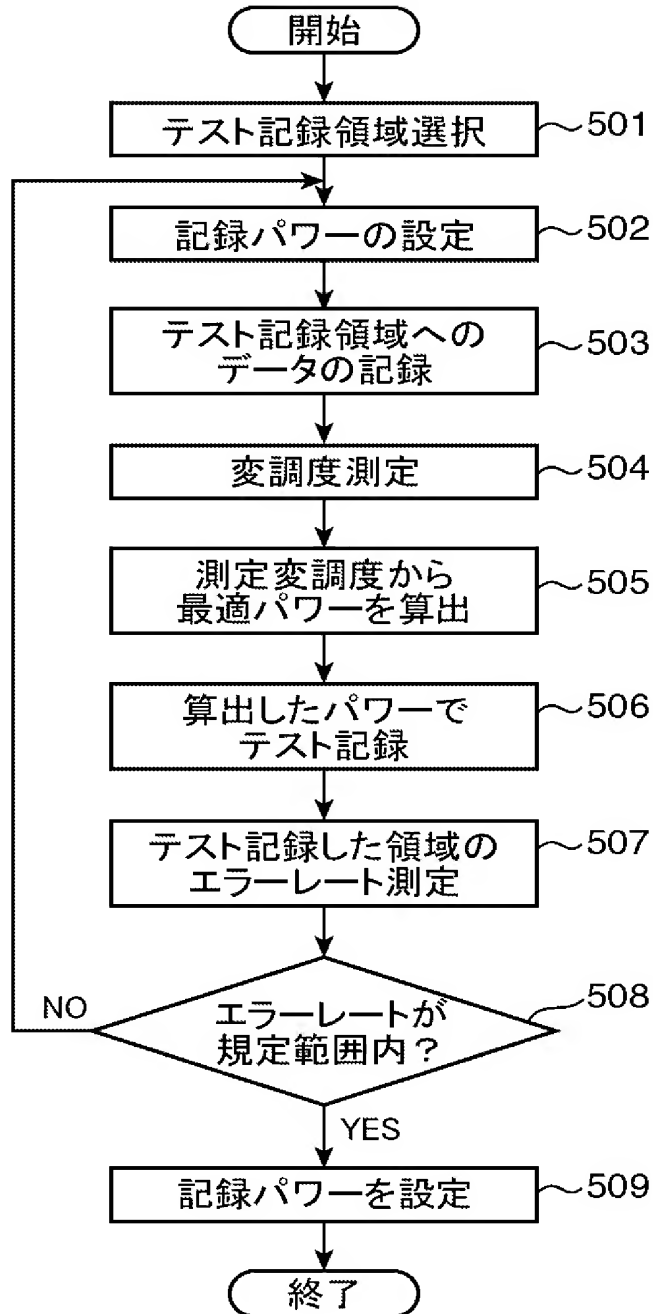 開始
テスト記録領域選択
501
記録パワーの設定
502
テスト記録領域への
データの記録
503
変調度測定
504
測定変調度から
最適パワーを算出
505
算出したパワーで
テスト記録
506
テスト記録した領域の
エラーレート測定
507
エラーレートが
規定範囲内?
508
NO
YES
記録パワーを設定
509
終了